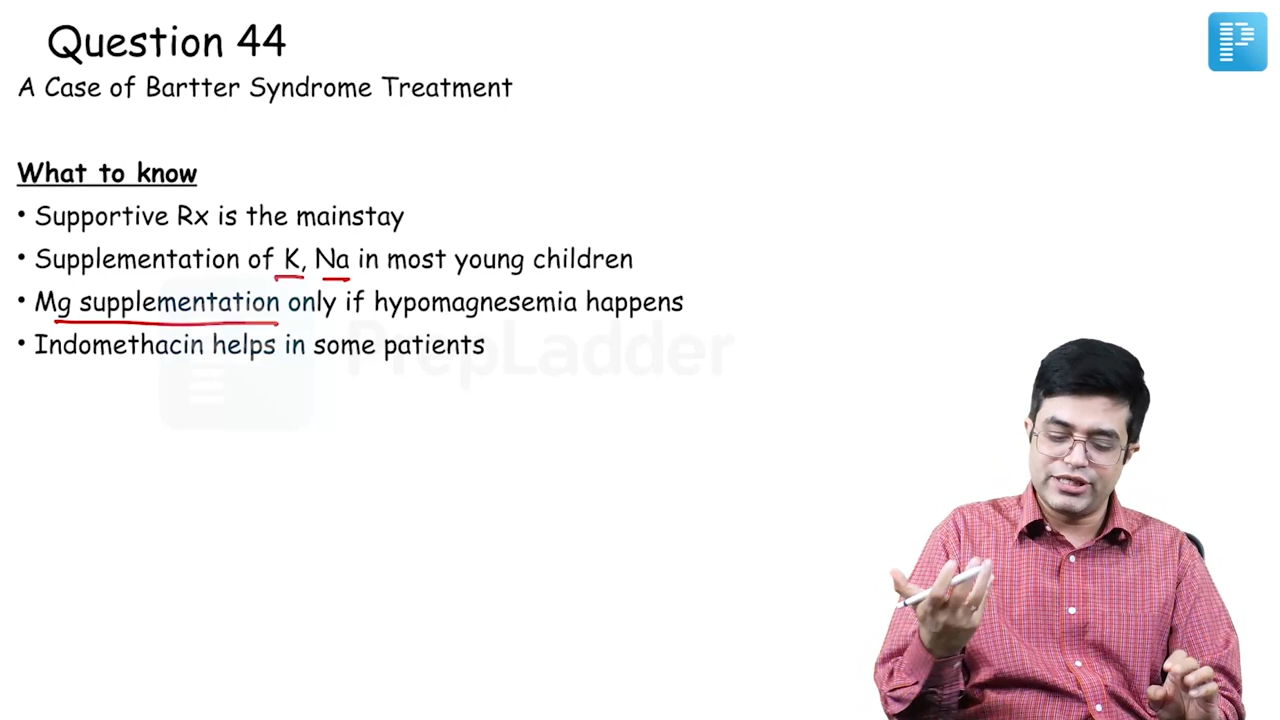 Question 44
A Case of Bartter Syndrome Treatment
What to know
• Supportive Rx is the mainstay
• Supplementation of K, Na in most young children
• Mg supplementation only if hypomagnesemia happens
• Indomethacin helps in some patients
PrepLadder